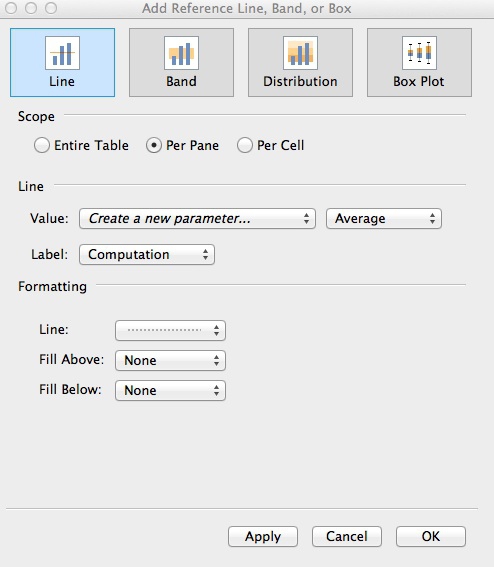 Add Reference Line, Band, or Box
Line Band Distribution Box Plot
Scope
Entire Table Per Pane Per Cell
Line
Value: Create a new parameter... Average
Label: Computation
Formatting
Line:
Fill Above: None
Fill Below: None
Apply Cancel OK